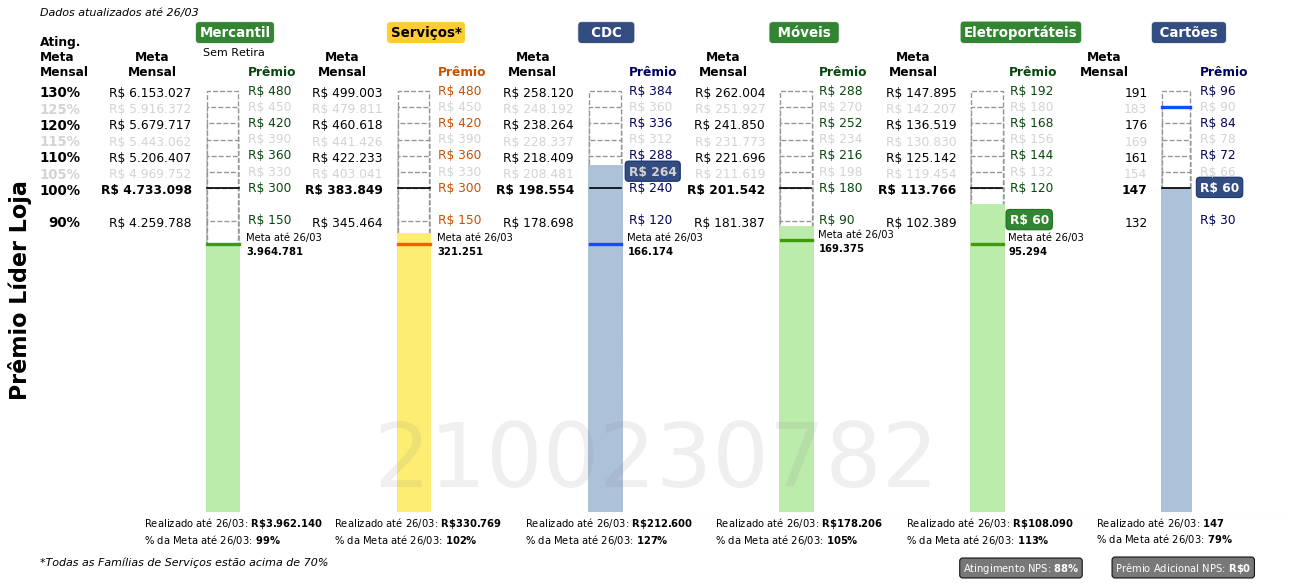 Dados atualizados até 26/03
Mercantil Serviços* CDC Móveis Eletroportáteis Cartões
Sem Retira
Ating. Meta Mensal Meta Mensal Prêmio Meta Mensal Prêmio Meta Mensal Prêmio Meta Mensal Prêmio Meta Mensal Prêmio Meta Mensal Prêmio
130% R$ 6.153.027 R$ 480 R$ 499.003 R$ 480 R$ 258.120 R$ 384 R$ 262.004 R$ 288 R$ 147.895 R$ 192 191 R$ 96
125% R$ 5.916.372 R$ 450 R$ 479.811 R$ 450 R$ 248.192 R$ 360 R$ 251.927 R$ 270 R$ 142.207 R$ 180 183 R$ 90
120% R$ 5.679.717 R$ 420 R$ 460.618 R$ 420 R$ 238.264 R$ 336 R$ 241.850 R$ 252 R$ 136.519 R$ 168 176 R$ 84
115% R$ 5.443.062 R$ 390 R$ 441.426 R$ 390 R$ 228.337 R$ 312 R$ 231.773 R$ 234 R$ 130.830 R$ 156 169 R$ 78
110% R$ 5.206.407 R$ 360 R$ 422.233 R$ 360 R$ 218.409 R$ 288 R$ 221.696 R$ 216 R$ 125.142 R$ 144 161 R$ 72
105% R$ 4.969.752 R$ 330 R$ 403.041 R$ 330 R$ 208.481 R$ 264 R$ 211.619 R$ 198 R$ 119.454 R$ 132 154 R$ 66
100% R$ 4.733.098 R$ 300 R$ 383.849 R$ 300 R$ 198.554 R$ 240 R$ 201.542 R$ 180 R$ 113.766 R$ 120 147 R$ 60
90% R$ 4.259.788 R$ 150 R$ 345.464 R$ 150 R$ 178.698 R$ 120 R$ 181.387 R$ 90 R$ 102.389 R$ 60 132 R$ 30
Meta até 26/03 Meta até 26/03 Meta até 26/03 Meta até 26/03 Meta até 26/03
3.964.781 321.251 166.174 169.375 95.294
Prêmio Líder Loja
2100230782
Realizado até 26/03: R$3.962.140 Realizado até 26/03: R$330.769 Realizado até 26/03: R$212.600 Realizado até 26/03: R$178.206 Realizado até 26/03: R$108.090 Realizado até 26/03: 147
% da Meta até 26/03: 99% % da Meta até 26/03: 102% % da Meta até 26/03: 127% % da Meta até 26/03: 105% % da Meta até 26/03: 113% % da Meta até 26/03: 79%
*Todas as Famílias de Serviços estão acima de 70% Atingimento NPS: 88% Prêmio Adicional NPS: R$0